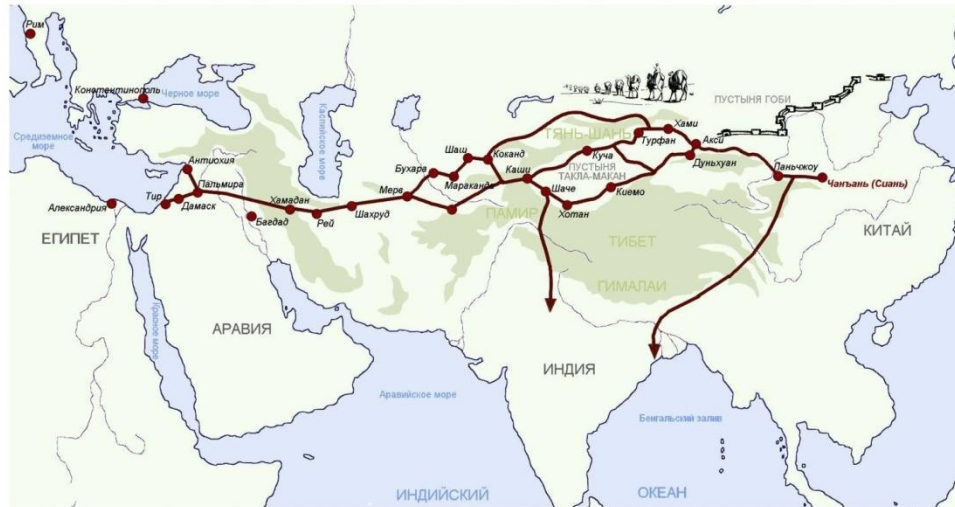 Рим
Константинополь
Черное море
Каспийское море
Средиземное
море
Антиохия
Тир
Пальмира
Дамаск
Александрия
Багдад
Хамадан
Рей
Шахруд
Мерв
Бухара
Шаш
Мараканда
Коканд
Каши
ТЯНЬ-ШАНЬ
Куча
ПУСТЫНЯ
ТАКЛА-МАКАН
Турфан
Хами
Акси
ПУСТЫНЯ ГОБИ
Дуньхуан
Шаче
Хотан
Киемо
Ланьчжоу
Чанъань (Сиань)
ПАМИР
ТИБЕТ
ГИМАЛАИ
КИТАЙ
ЕГИПЕТ
Красное море
АРАВИЯ
ИНДИЯ
Аравийское море
Бенгальский залив
ИНДИЙСКИЙ
ОКЕАН